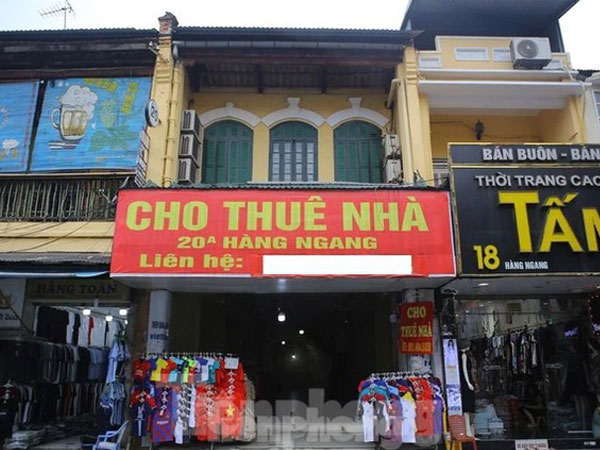 CHO THUÊ NHÀ
20A HÀNG NGANG
Liên hệ:
BÁN BUÔN - BÁN
THỜI TRANG CAO
TẤM
18 HÀNG NGANG
HÀNG TOÀN
CHO
THUÊ NHÀ